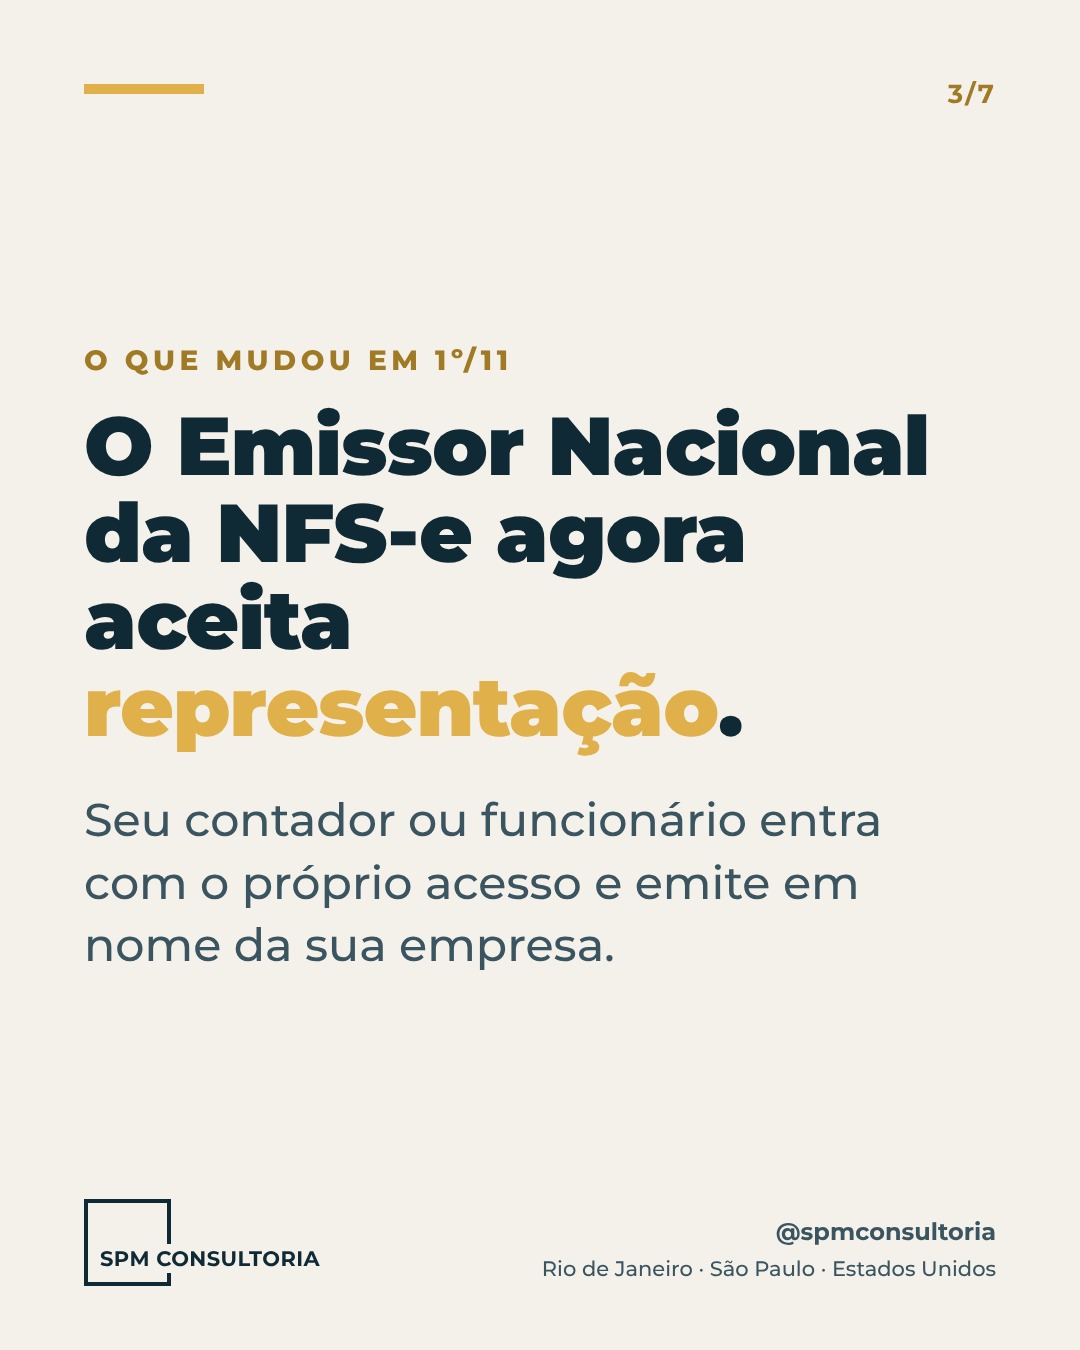 3/7
O QUE MUDOU EM 1º/11
O Emissor Nacional
da NFS-e agora
aceita
representação.
Seu contador ou funcionário entra
com o próprio acesso e emite em
nome da sua empresa.
SPM CONSULTORIA
@spmconsultoria
Rio de Janeiro · São Paulo · Estados Unidos